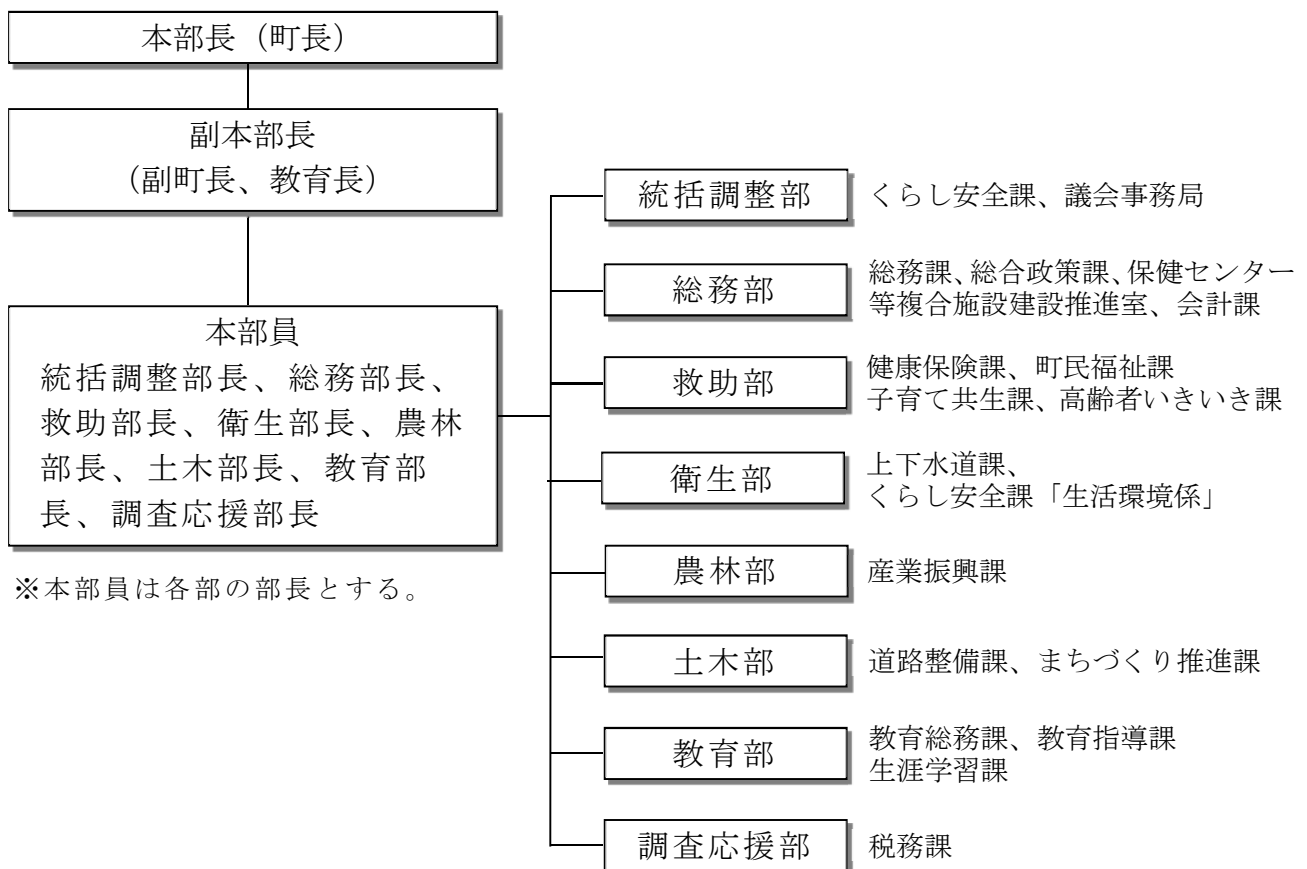 本部長（町長）
副本部長
（副町長、教育長）
本部員
統括調整部長、総務部長、
救助部長、衛生部長、農林
部長、土木部長、教育部
長、調査応援部長
※本部員は各部の部長とする。
統括調整部
くらし安全課、議会事務局
総務部
総務課、総合政策課、保健センター
等複合施設建設推進室、会計課
救助部
健康保険課、町民福祉課
子育て共生課、高齢者いきいき課
衛生部
上下水道課、
くらし安全課「生活環境係」
農林部
産業振興課
土木部
道路整備課、まちづくり推進課
教育部
教育総務課、教育指導課
生涯学習課
調査応援部
税務課